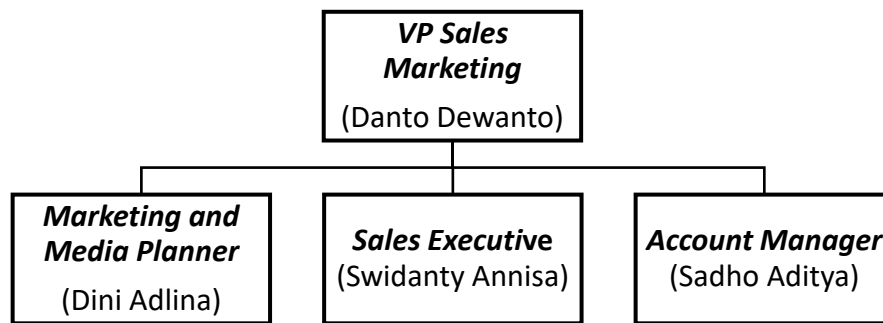 VP Sales
Marketing
(Danto Dewanto)
Marketing and
Media Planner
(Dini Adlina)
Sales Executive
(Swidanty Annisa)
Account Manager
(Sadho Aditya)